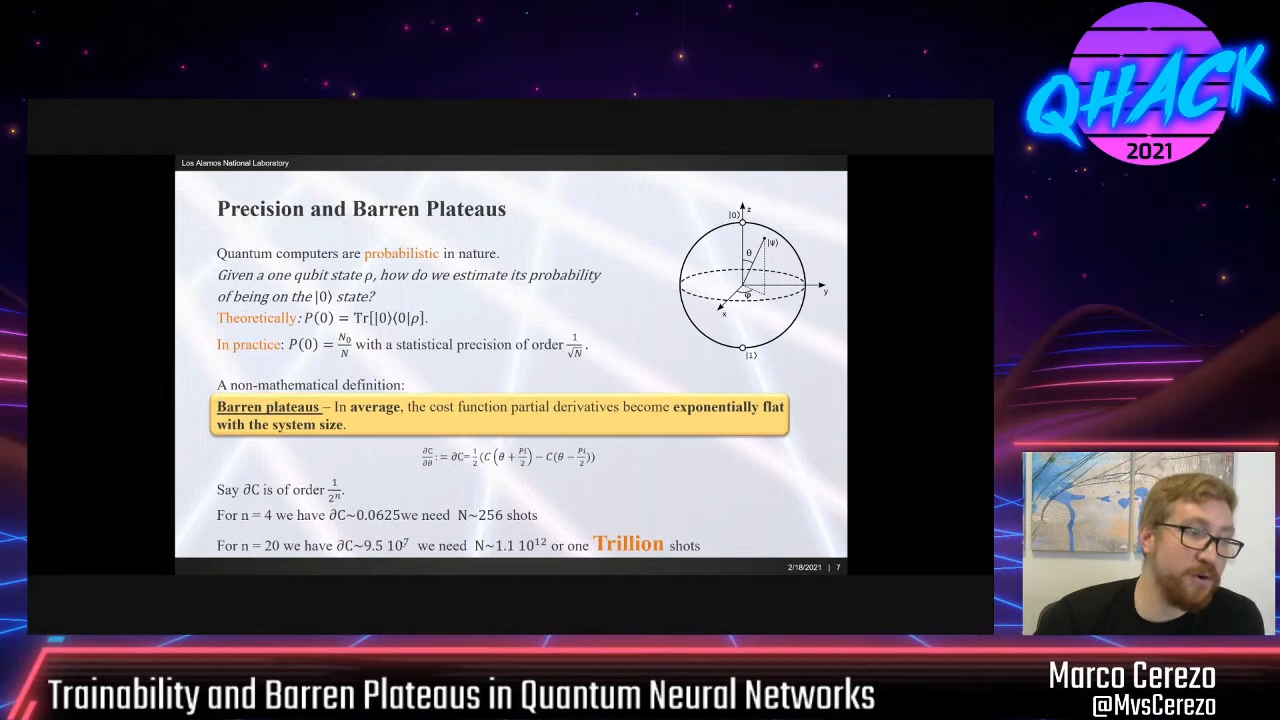 QHACK
2021
Los Alamos National Laboratory
Precision and Barren Plateaus
Quantum computers are probabilistic in nature.
Given a one qubit state ρ, how do we estimate its probability
of being on the |0⟩ state?
Theoretically: P(0) = Tr[|0⟩⟨0|ρ].
In practice: P(0) = N₀/N with a statistical precision of order 1/√N.
|0⟩
z
|ψ⟩
θ
φ
y
x
|1⟩
A non-mathematical definition:
Barren plateaus – In average, the cost function partial derivatives become exponentially flat
with the system size.
∂C/∂θ := ∂C=1/2(C(θ + Pi/2) − C(θ − Pi/2))
Say ∂C is of order 1/2ⁿ.
For n = 4 we have ∂C~0.0625we need N~256 shots
For n = 20 we have ∂C~9.5 10⁷ we need N~1.1 10¹² or one Trillion shots
2/18/2021 | 7
Trainability and Barren Plateaus in Quantum Neural Networks
Marco Cerezo
@MvsCerezo